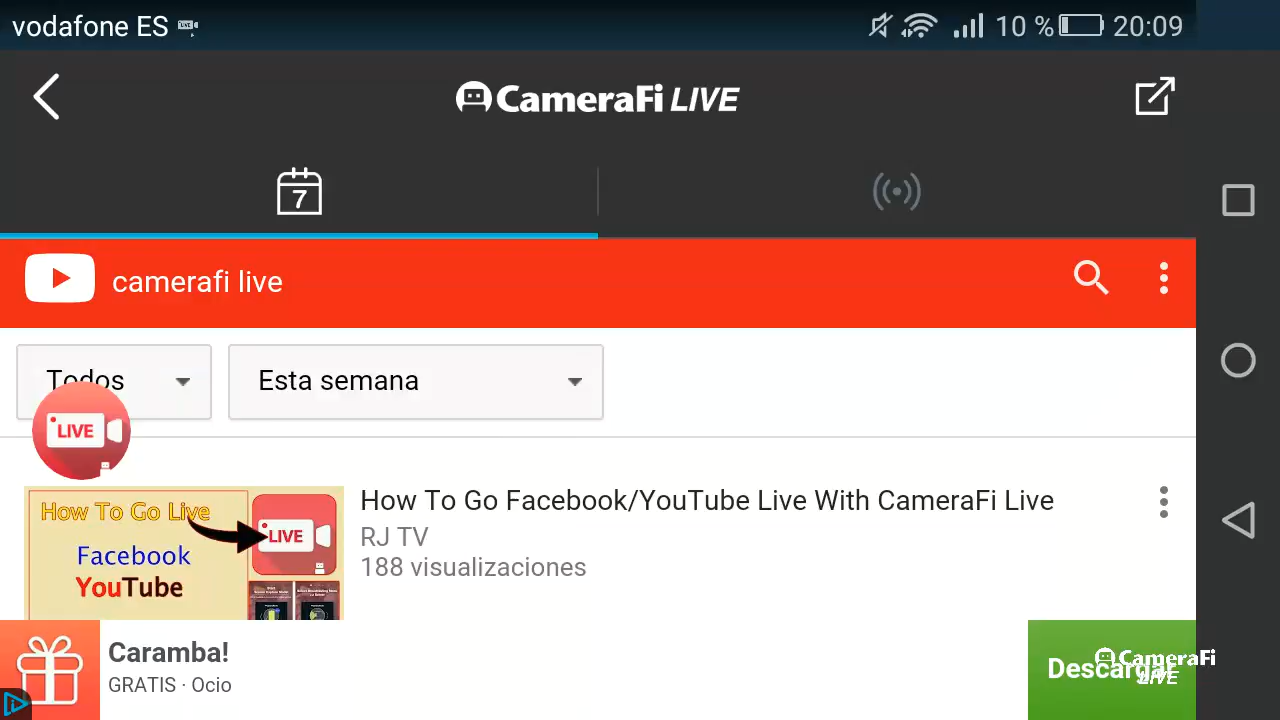 vodafone ES
10 % 20:09
CameraFi LIVE
7
camerafi live
Todos
Esta semana
LIVE
How To Go Live
Facebook
YouTube
LIVE
How To Go Facebook/YouTube Live With CameraFi Live
RJ TV
188 visualizaciones
Caramba!
GRATIS · Ocio
Descargar
CameraFi
LIVE